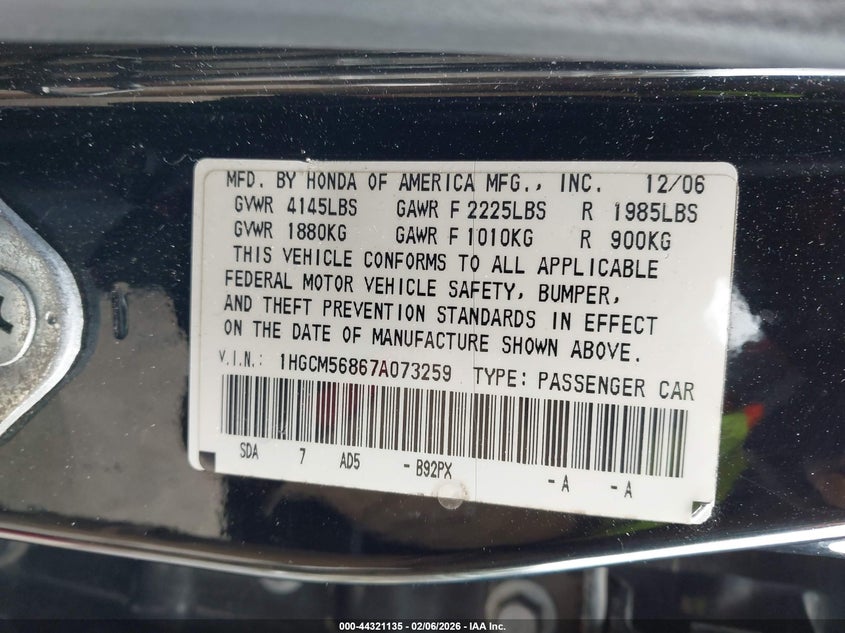 MFD. BY HONDA OF AMERICA MFG., INC. 12/06
GVWR 4145LBS GAWR F 2225LBS R 1985LBS
GVWR 1880KG GAWR F 1010KG R 900KG
THIS VEHICLE CONFORMS TO ALL APPLICABLE
FEDERAL MOTOR VEHICLE SAFETY, BUMPER,
AND THEFT PREVENTION STANDARDS IN EFFECT
ON THE DATE OF MANUFACTURE SHOWN ABOVE.
V.I.N.: 1HGCM56867A073259 TYPE: PASSENGER CAR
SDA 7 AD5 - B92PX - A - A
000-44321135 - 02/06/2026 - IAA Inc.